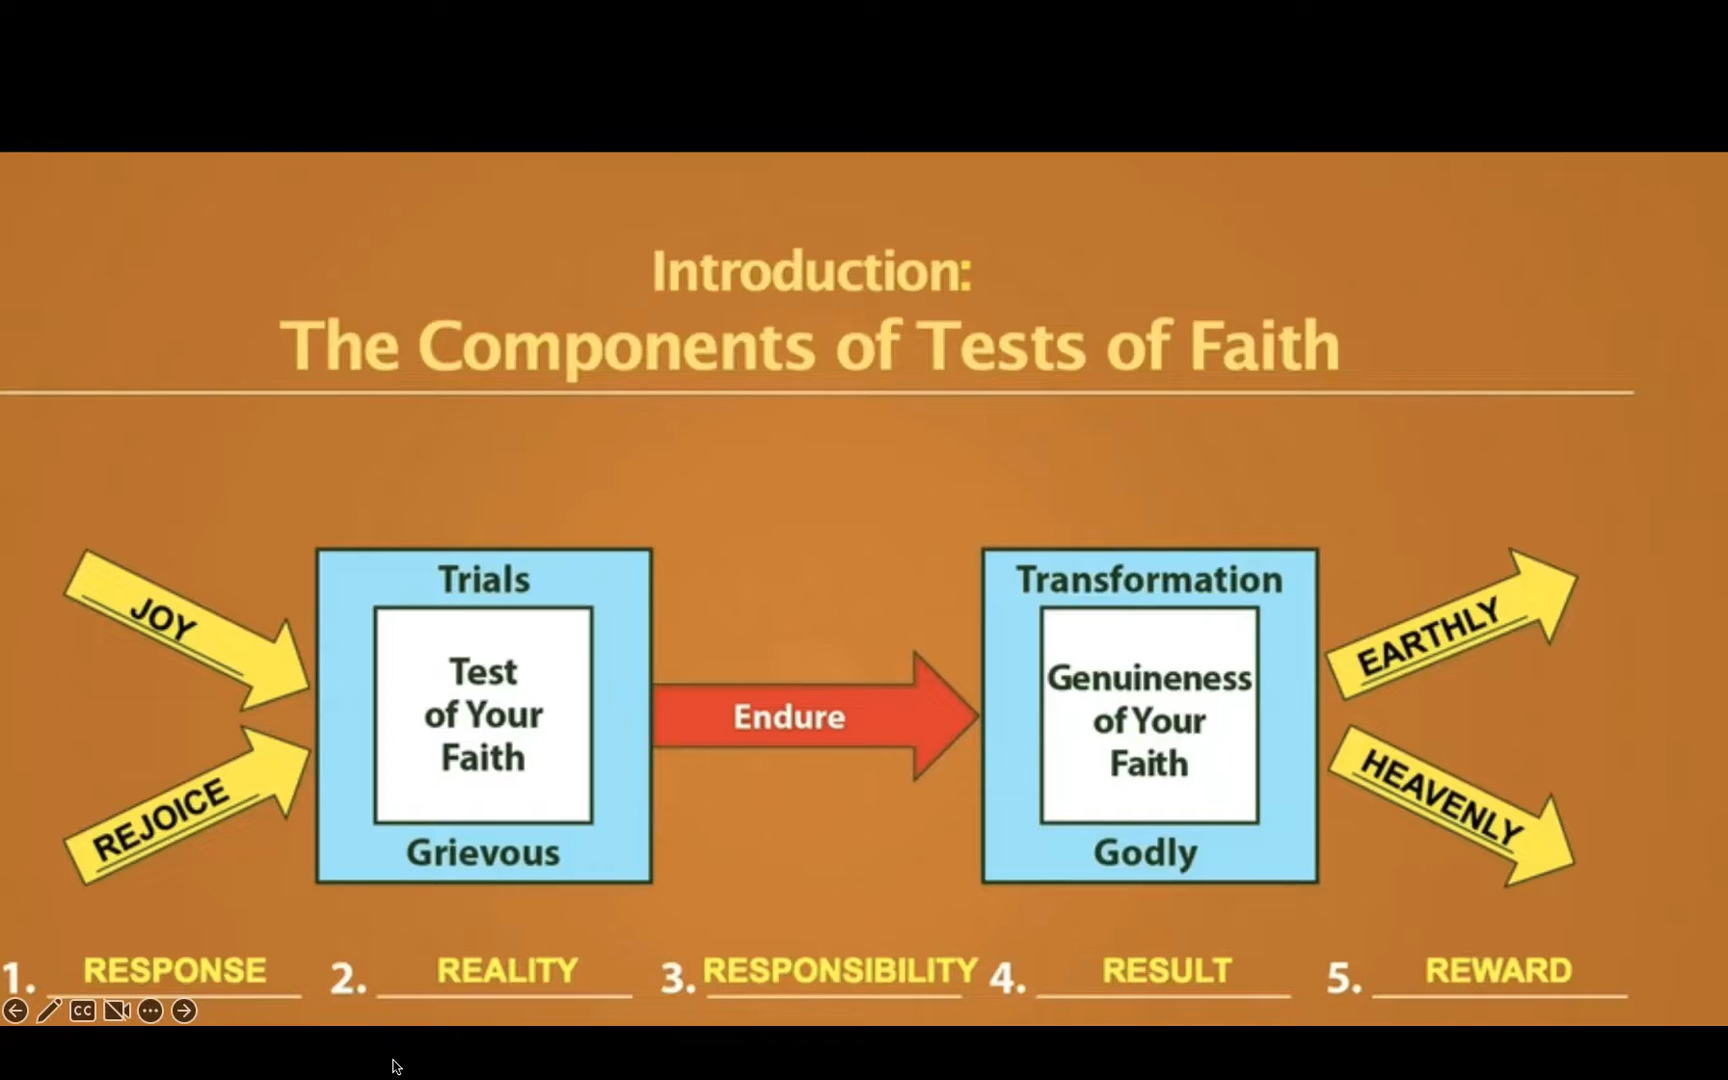 Introduction:
The Components of Tests of Faith
JOY
REJOICE
Trials
Test
of Your
Faith
Grievous
Endure
Transformation
Genuineness
of Your
Faith
Godly
EARTHLY
HEAVENLY
1. RESPONSE
2. REALITY
3. RESPONSIBILITY
4. RESULT
5. REWARD
CC